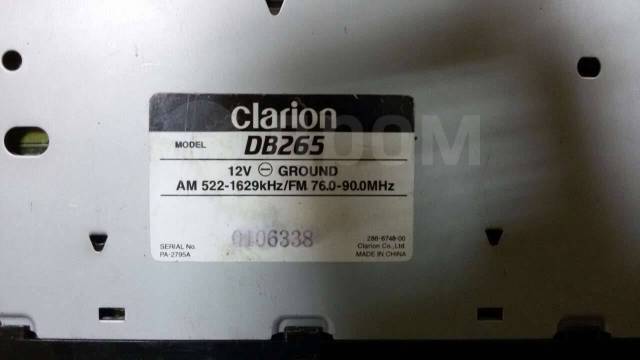 clarion
MODEL DB265
12V ⊖ GROUND
AM 522-1629kHz/FM 76.0-90.0MHz
SERIAL No. 0106338
PA-2795A
286-6748-00
Clarion Co., Ltd.
MADE IN CHINA